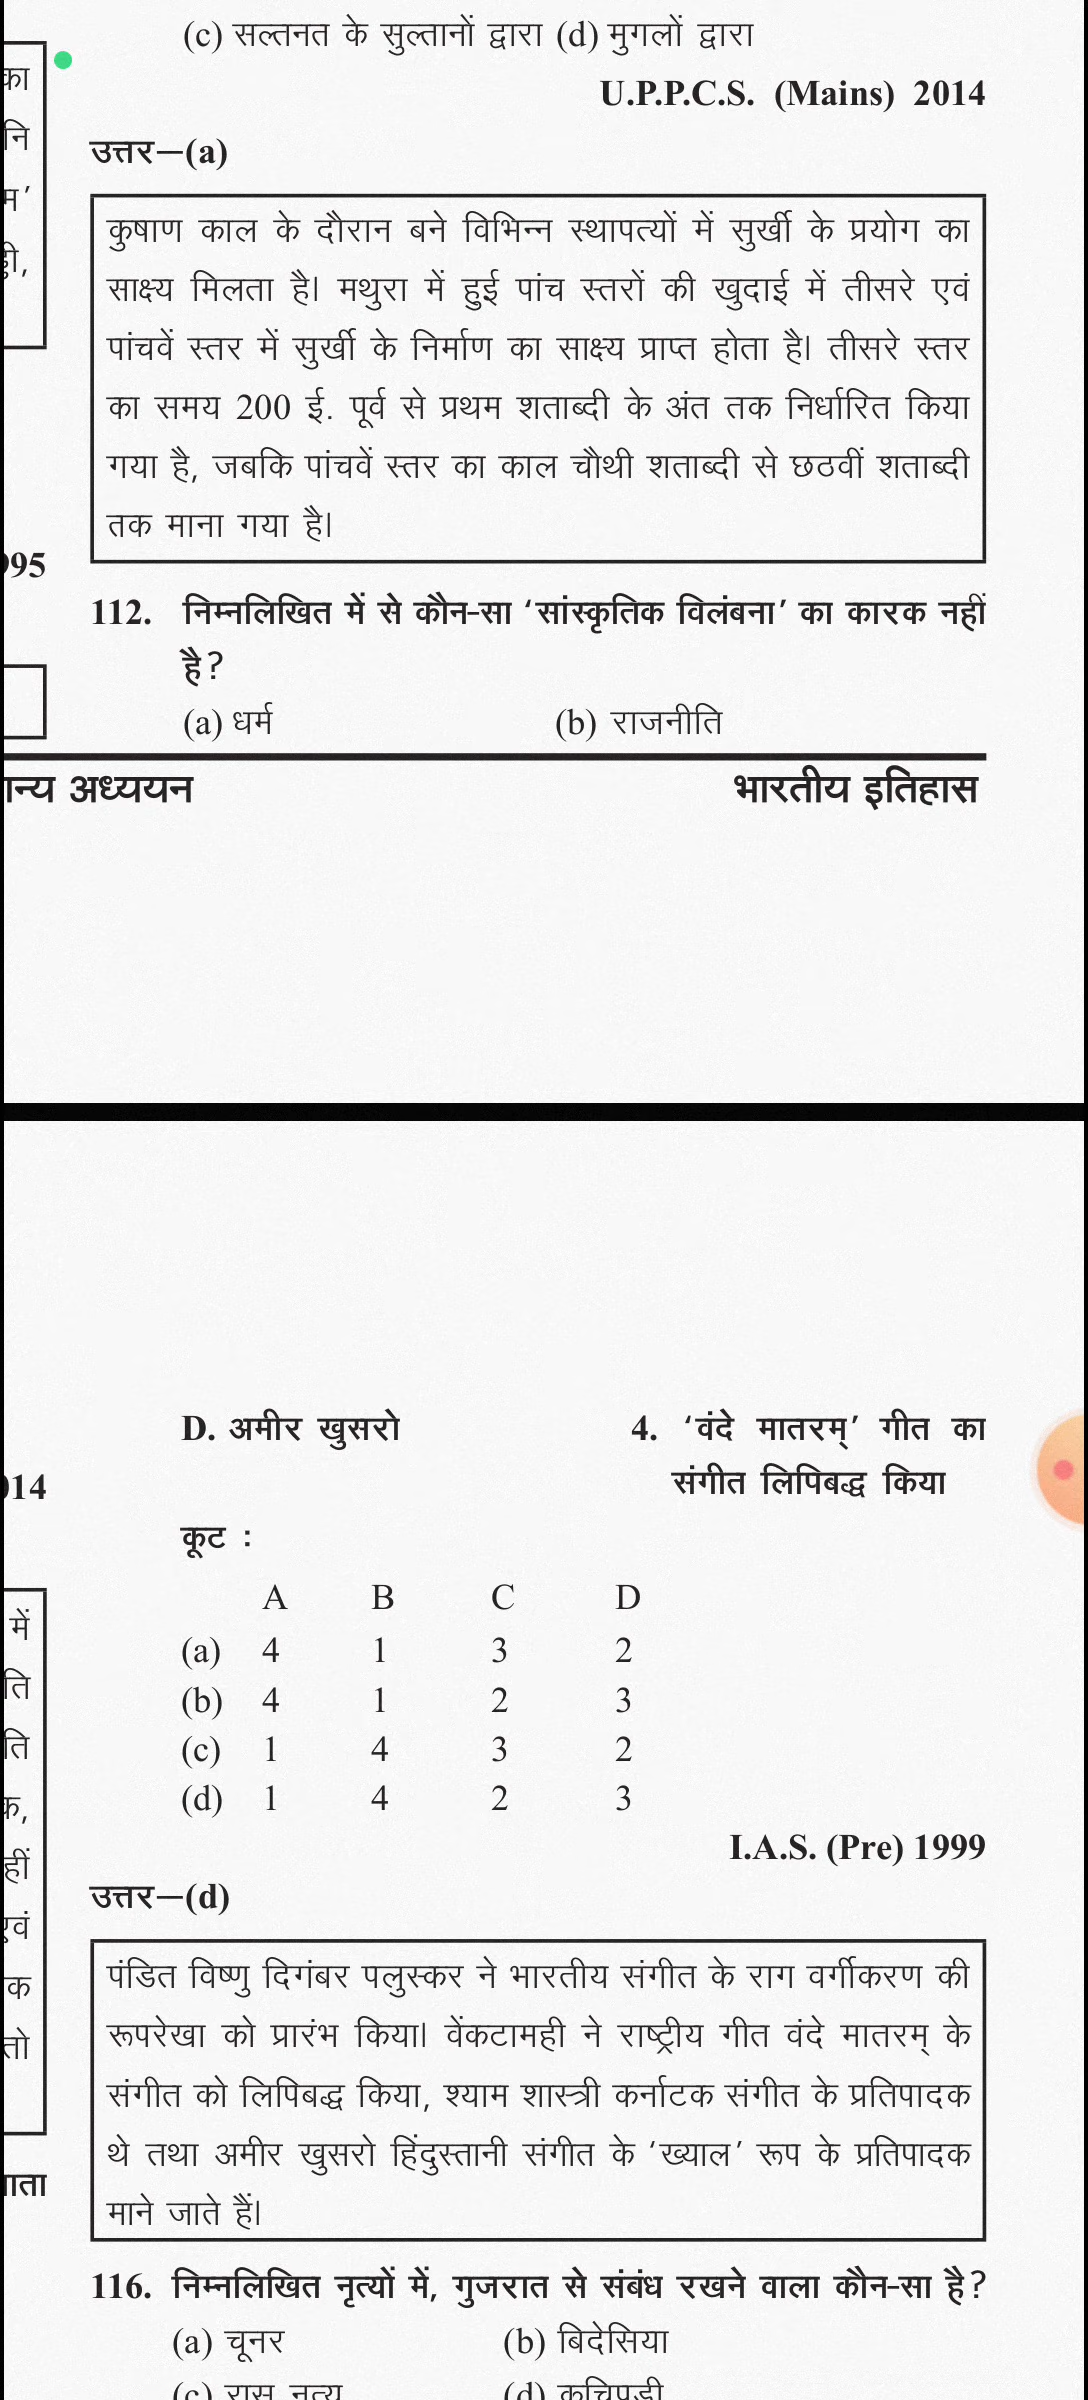 (c) सल्तनत के सुल्तानों द्वारा (d) मुगलों द्वारा
U.P.P.C.S. (Mains) 2014
उत्तर—(a)
कुषाण काल के दौरान बने विभिन्न स्थापत्यों में सुर्खी के प्रयोग का
साक्ष्य मिलता है। मथुरा में हुई पांच स्तरों की खुदाई में तीसरे एवं
पांचवें स्तर में सुर्खी के निर्माण का साक्ष्य प्राप्त होता है। तीसरे स्तर
का समय 200 ई. पूर्व से प्रथम शताब्दी के अंत तक निर्धारित किया
गया है, जबकि पांचवें स्तर का काल चौथी शताब्दी से छठवीं शताब्दी
तक माना गया है।
112. निम्नलिखित में से कौन-सा ‘सांस्कृतिक विलंबना’ का कारक नहीं
है?
(a) धर्म (b) राजनीति
अध्ययन भारतीय इतिहास
D. अमीर खुसरो 4. ‘वंदे मातरम्’ गीत का
संगीत लिपिबद्ध किया
कूट :
A B C D
(a) 4 1 3 2
(b) 4 1 2 3
(c) 1 4 3 2
(d) 1 4 2 3
I.A.S. (Pre) 1999
उत्तर—(d)
पंडित विष्णु दिगंबर पलुस्कर ने भारतीय संगीत के राग वर्गीकरण की
रूपरेखा को प्रारंभ किया। वेंकटामही ने राष्ट्रीय गीत वंदे मातरम् के
संगीत को लिपिबद्ध किया, श्याम शास्त्री कर्नाटक संगीत के प्रतिपादक
थे तथा अमीर खुसरो हिंदुस्तानी संगीत के ‘ख्याल’ रूप के प्रतिपादक
माने जाते हैं।
116. निम्नलिखित नृत्यों में, गुजरात से संबंध रखने वाला कौन-सा है?
(a) चूनर (b) बिदेसिया